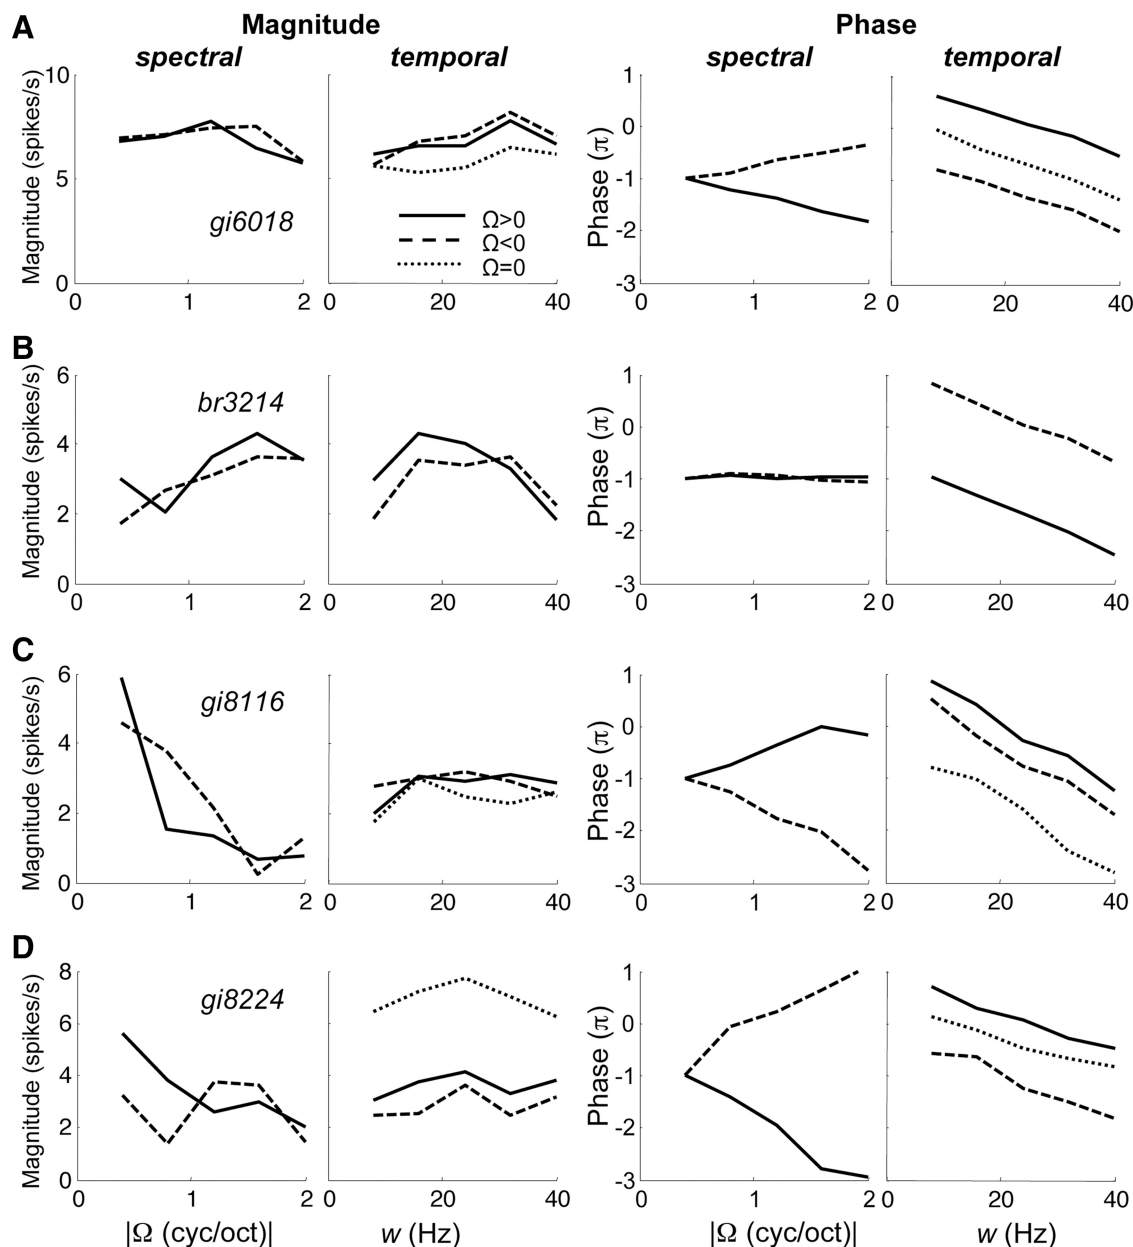 A
Magnitude
Phase
spectral
temporal
spectral
temporal
Magnitude (spikes/s)
10
5
0
gi6018
0
1
2
Ω>0
Ω<0
Ω=0
0
20
40
Phase (π)
1
0
-1
-2
-3
0
1
2
0
20
40
B
Magnitude (spikes/s)
6
4
2
0
br3214
0
1
2
0
20
40
Phase (π)
1
0
-1
-2
-3
0
1
2
0
20
40
C
Magnitude (spikes/s)
6
4
2
0
gi8116
0
1
2
0
20
40
Phase (π)
1
0
-1
-2
-3
0
1
2
0
20
40
D
Magnitude (spikes/s)
8
6
4
2
0
gi8224
0
1
2
0
20
40
Phase (π)
1
0
-1
-2
-3
0
1
2
0
20
40
|Ω (cyc/oct)|
w (Hz)
|Ω (cyc/oct)|
w (Hz)